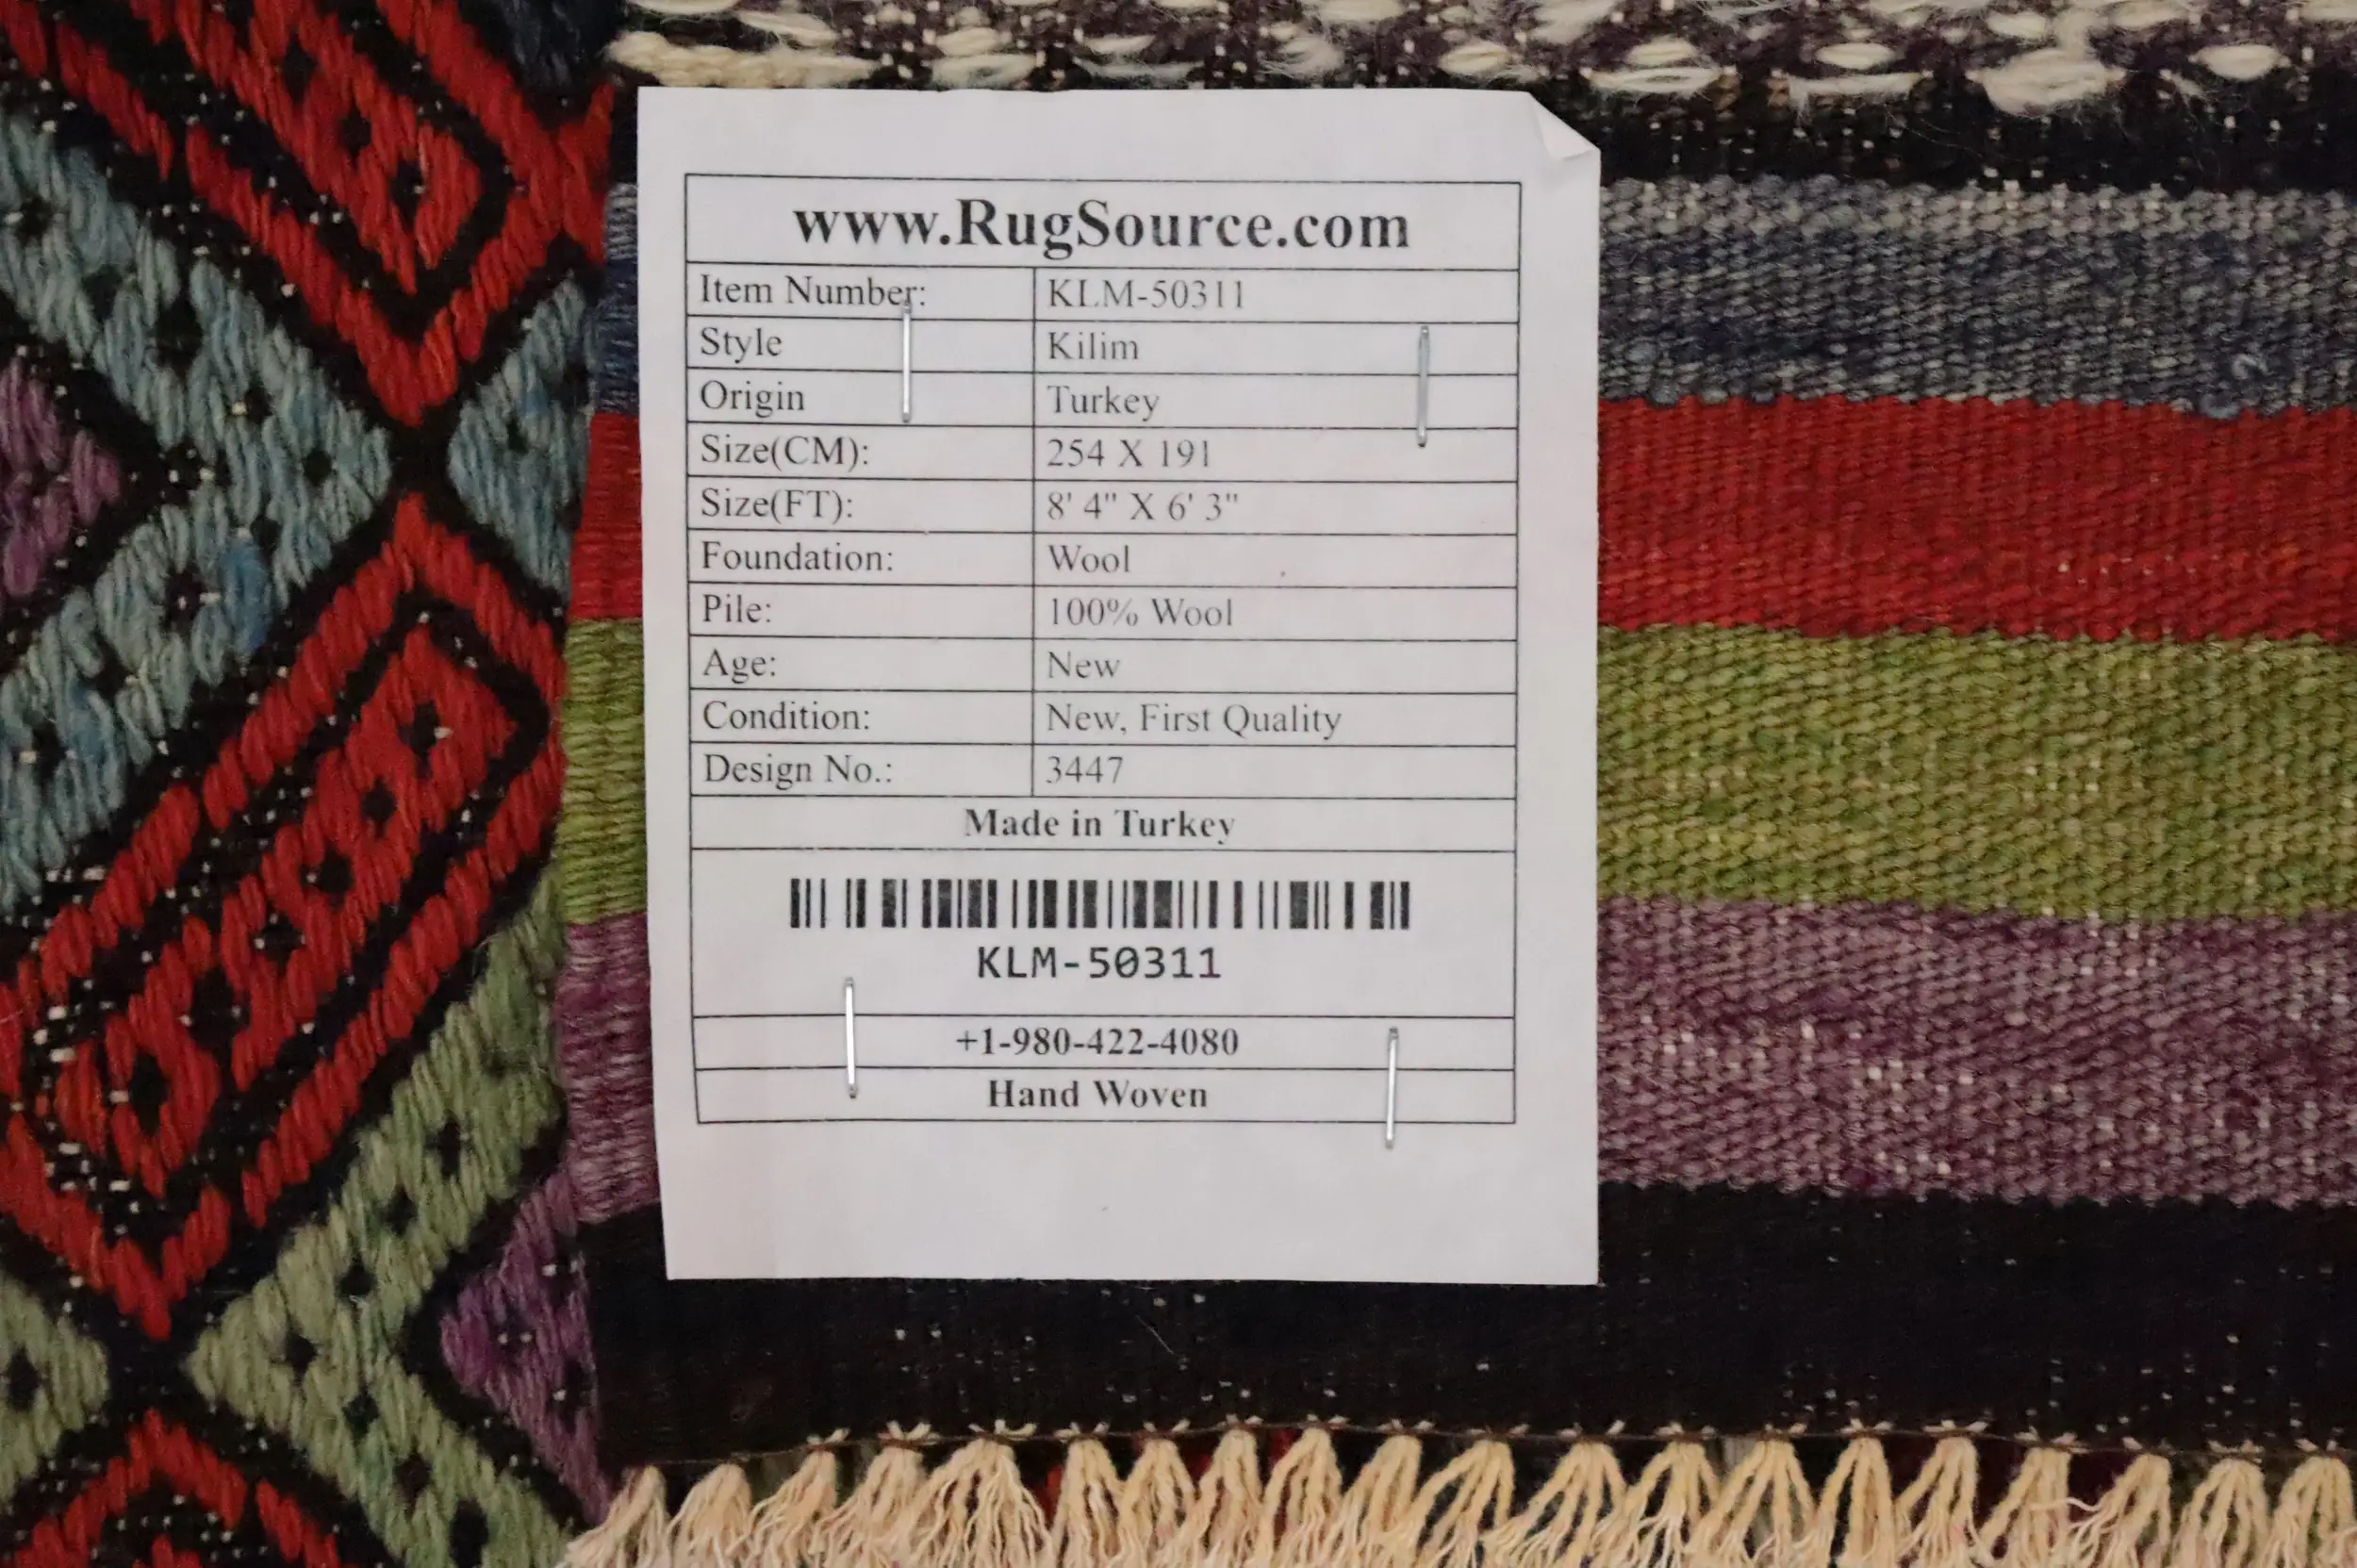 www.RugSource.com
Item Number: KLM-50311
Style Kilim
Origin Turkey
Size(CM): 254 X 191
Size(FT): 8' 4" X 6' 3"
Foundation: Wool
Pile: 100% Wool
Age: New
Condition: New, First Quality
Design No.: 3447
Made in Turkey
KLM-50311
+1-980-422-4080
Hand Woven